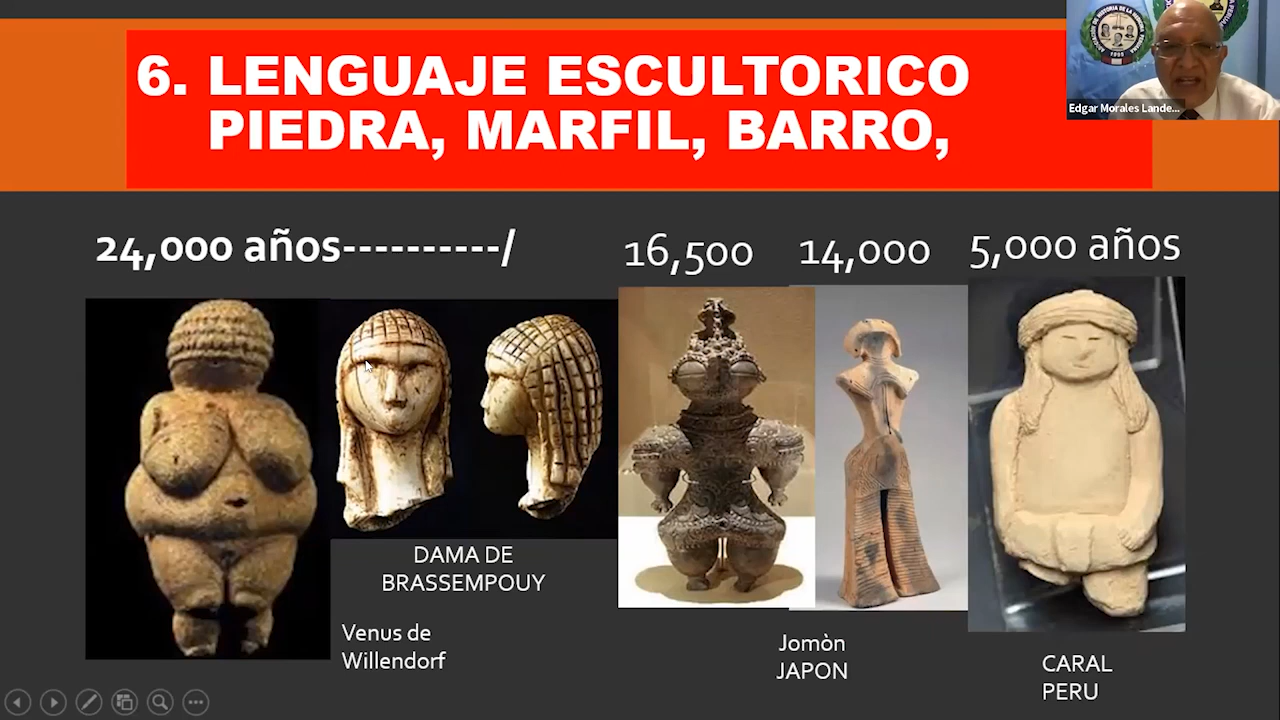 6. LENGUAJE ESCULTORICO
PIEDRA, MARFIL, BARRO,
Edgar Morales Lande...
24,000 años----------/
16,500
14,000
5,000 años
DAMA DE
BRASSEMPOUY
Venus de
Willendorf
Jomòn
JAPON
CARAL
PERU